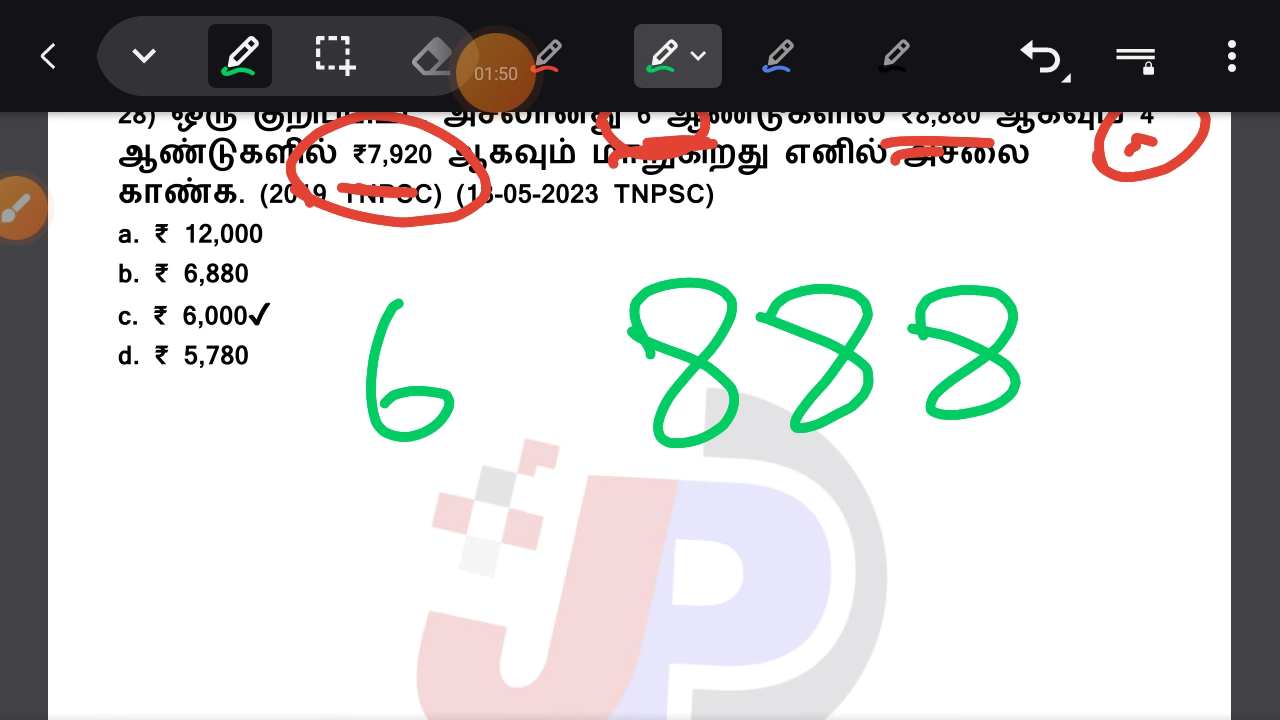 01:50
28) ஒரு குறிப்பிட்ட அசலானது 6 ஆண்டுகளில் ₹8,880 ஆகவும் 4
ஆண்டுகளில் ₹7,920 ஆகவும் மாறுகிறது எனில் அசலை
காண்க. (2019 TNPSC) (13-05-2023 TNPSC)
a. ₹ 12,000
b. ₹ 6,880
c. ₹ 6,000✓
d. ₹ 5,780
6 888
JP